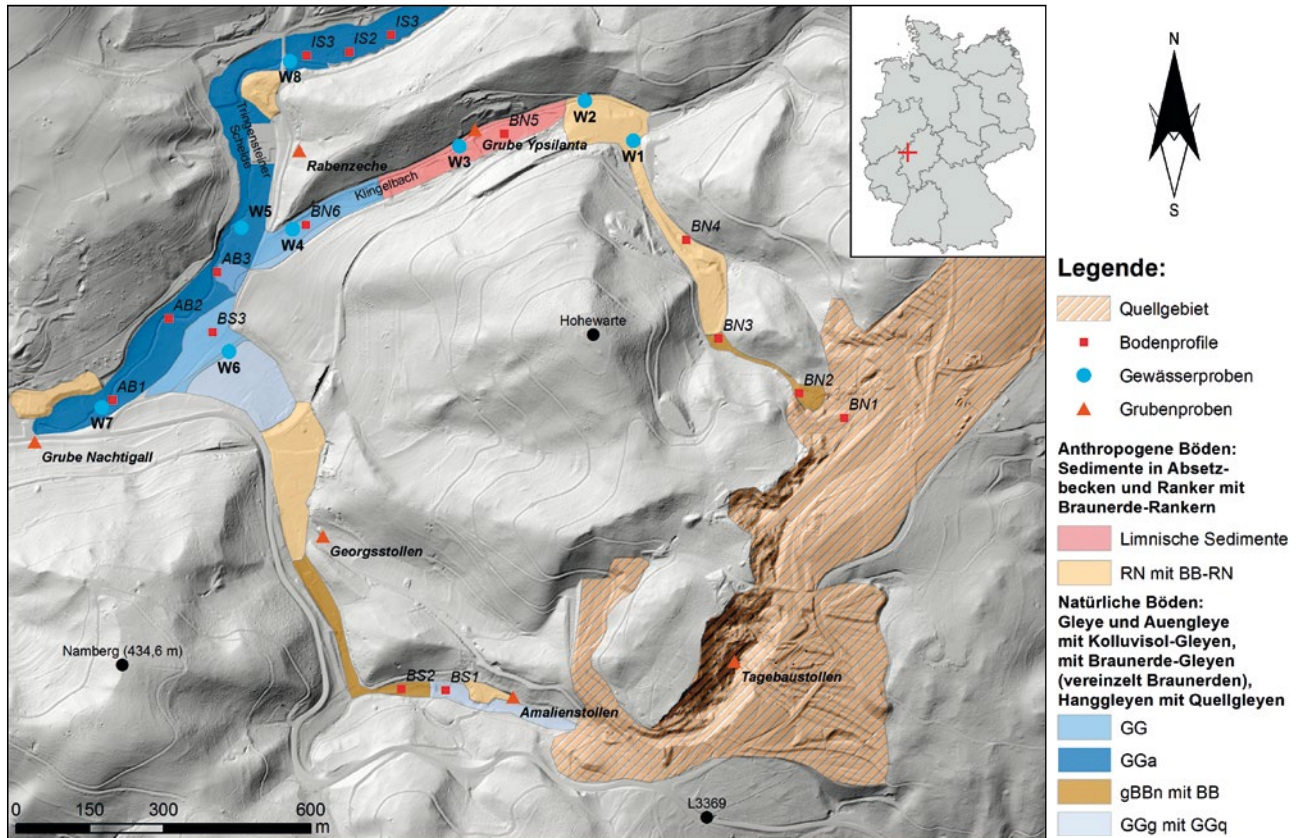 IS3
IS2
IS3
W8
Tringensteiner
Schelde
W2
BN5
Grube Ypsilanta
W1
W3
Rabenzeche
Klingelbach
W5
BN6
W4
BN4
AB3
AB2
BS3
Hohewarte
BN3
W6
BN2
BN1
AB1
W7
Grube Nachtigall
Georgsstollen
Namberg (434,6 m)
BS2
BS1
Tagebaustollen
Amalienstollen
L3369
0 150 300 600
m
N
S
Legende:
Quellgebiet
Bodenprofile
Gewässerproben
Grubenproben
Anthropogene Böden:
Sedimente in Absetz-
becken und Ranker mit
Braunerde-Rankern
Limnische Sedimente
RN mit BB-RN
Natürliche Böden:
Gleye und Auengleye
mit Kolluvisol-Gleyen,
mit Braunerde-Gleyen
(vereinzelt Braunerden),
Hanggleyen mit Quellgleyen
GG
GGa
gBBn mit BB
GGg mit GGq